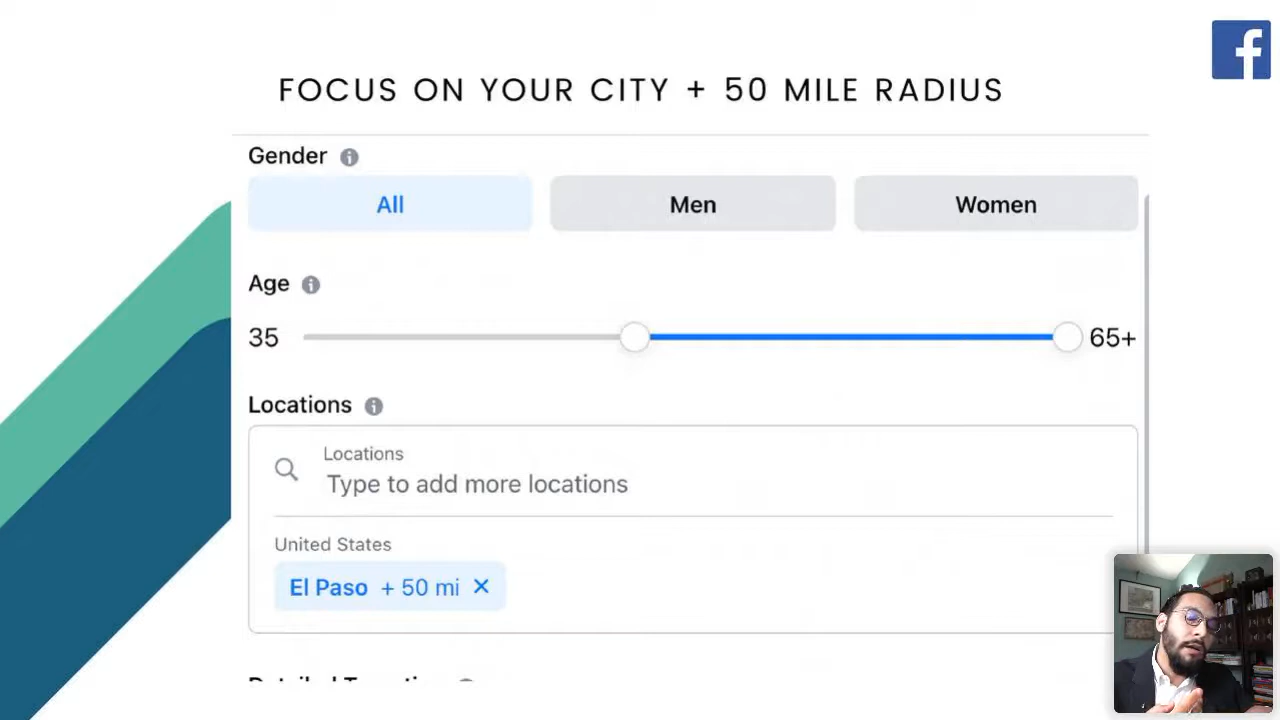 FOCUS ON YOUR CITY + 50 MILE RADIUS
Gender
All Men Women
Age
35 65+
Locations
Locations
Type to add more locations
United States
El Paso + 50 mi ×